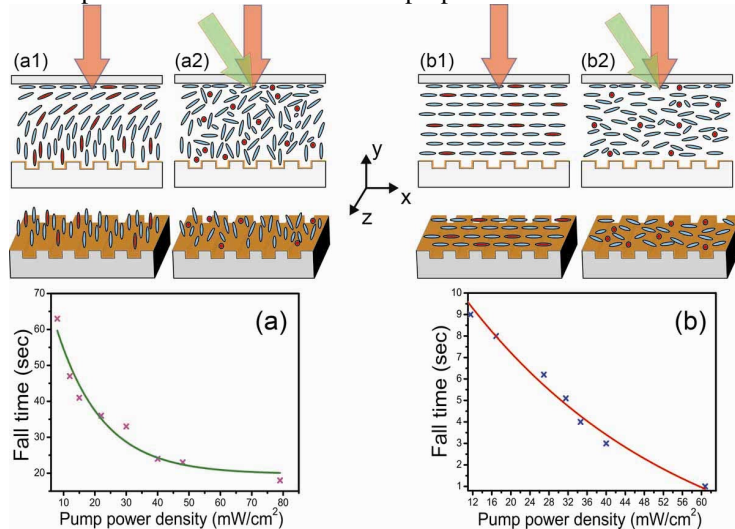 (a1) (a2) (b1) (b2)
y
x
z
(a)
Fall time (sec)
70
60
50
40
30
20
10 20 30 40 50 60 70 80
Pump power density (mW/cm²)
(b)
Fall time (sec)
10
9
8
7
6
5
4
3
2
1
12 16 20 24 28 32 36 40 44 48 52 56 60
Pump power density (mW/cm²)